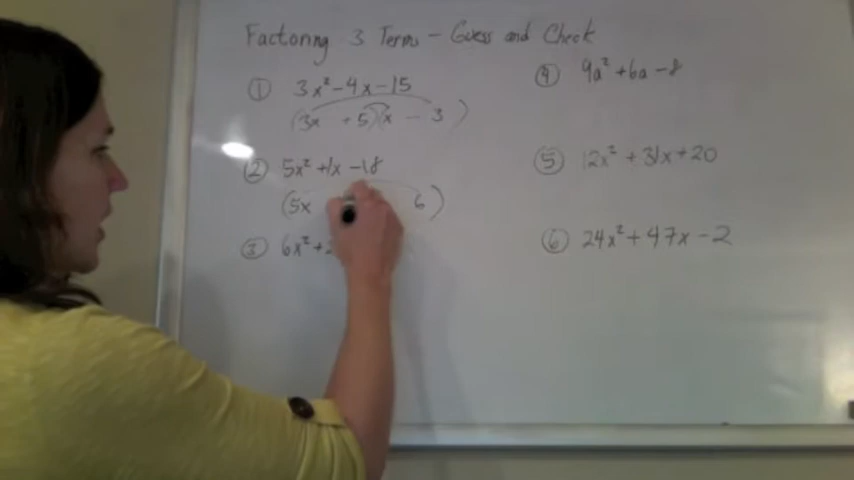 Factoring 3 Terms - Guess and Check
① 3x² - 4x - 15
(3x + 5)(x - 3)
② 5x² + 1x - 18
(5x 6)
③ 6x² + 2
④ 9a² + 6a - 8
⑤ 12x² + 31x + 20
⑥ 24x² + 47x - 2